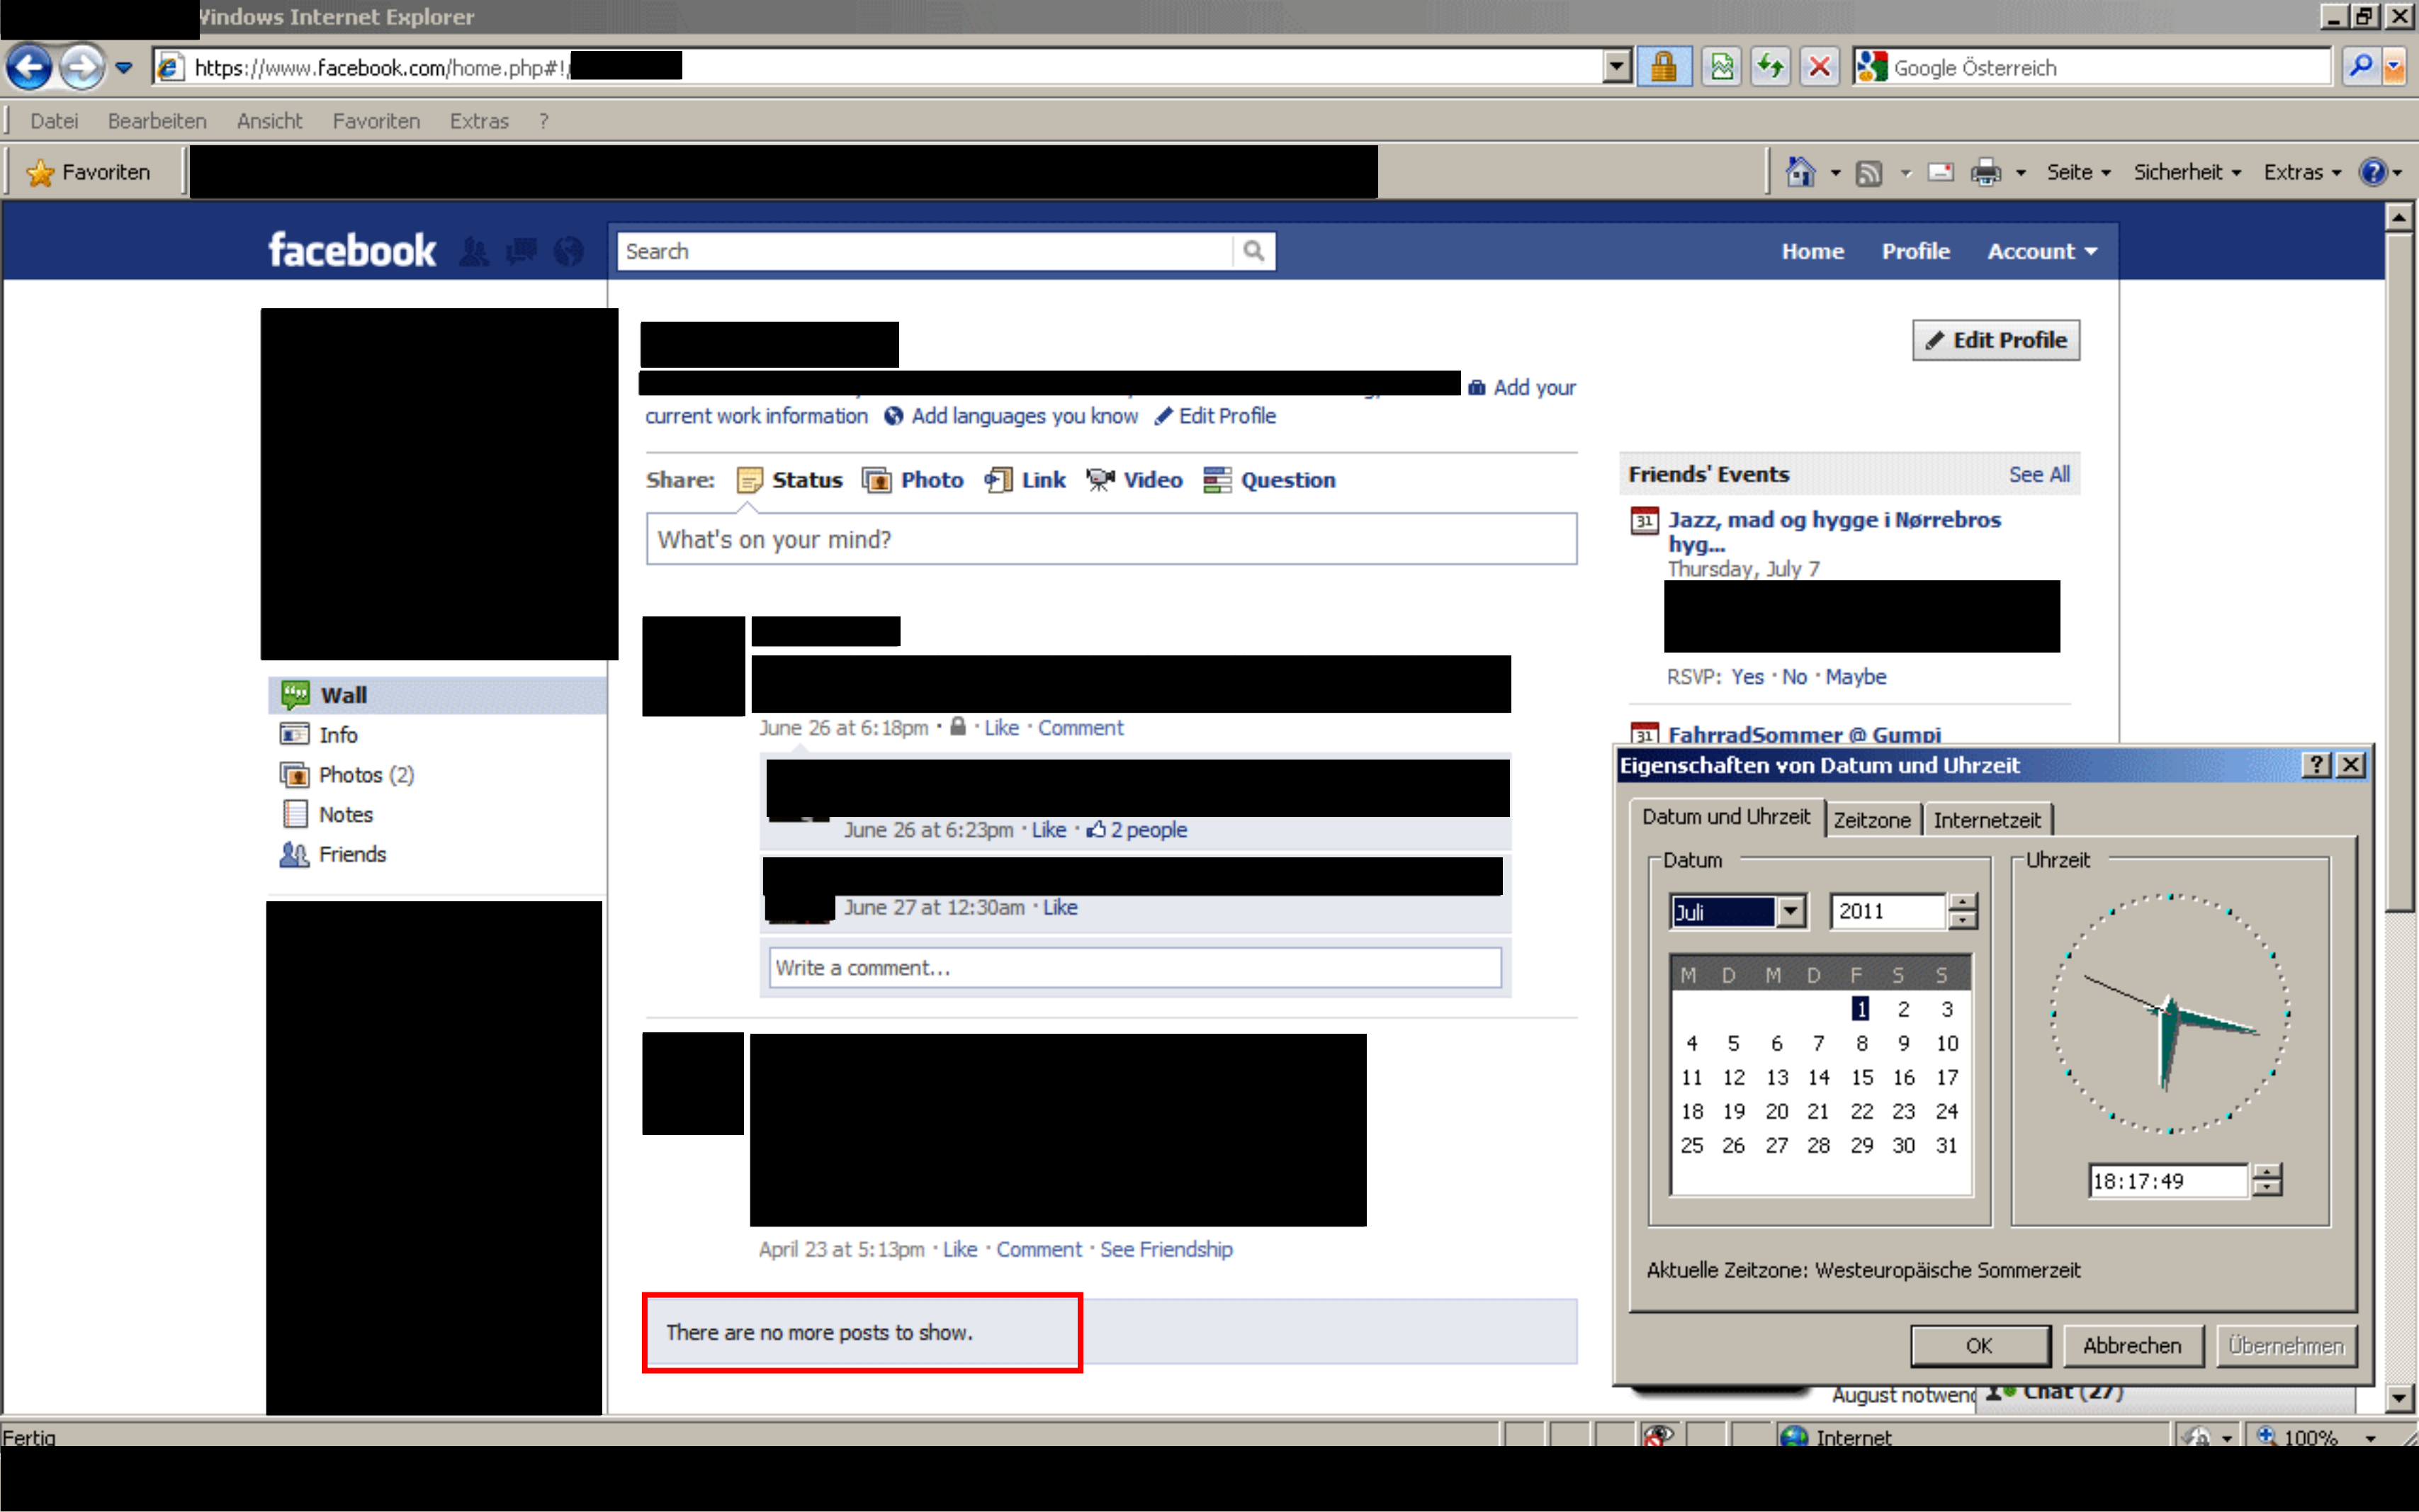 Windows Internet Explorer
https://www.facebook.com/home.php#!/
Google Österreich
Datei Bearbeiten Ansicht Favoriten Extras ?
Favoriten
Seite Sicherheit Extras
facebook
Search
Home Profile Account
Edit Profile
Add your
current work information Add languages you know Edit Profile
Share: Status Photo Link Video Question
What's on your mind?
Wall
Info
Photos (2)
Notes
Friends
June 26 at 6:18pm · Like · Comment
June 26 at 6:23pm · Like · 2 people
June 27 at 12:30am · Like
Write a comment...
April 23 at 5:13pm · Like · Comment · See Friendship
There are no more posts to show.
Friends' Events See All
31 Jazz, mad og hygge i Nørrebros
hyg...
Thursday, July 7
RSVP: Yes · No · Maybe
31 FahrradSommer @ Gumpi
Eigenschaften von Datum und Uhrzeit
Datum und Uhrzeit Zeitzone Internetzeit
Datum
Juli 2011
M D M D F S S
1 2 3
4 5 6 7 8 9 10
11 12 13 14 15 16 17
18 19 20 21 22 23 24
25 26 27 28 29 30 31
Uhrzeit
18:17:49
Aktuelle Zeitzone: Westeuropäische Sommerzeit
OK Abbrechen Übernehmen
August notwend
Chat (27)
Fertig
Internet
100%